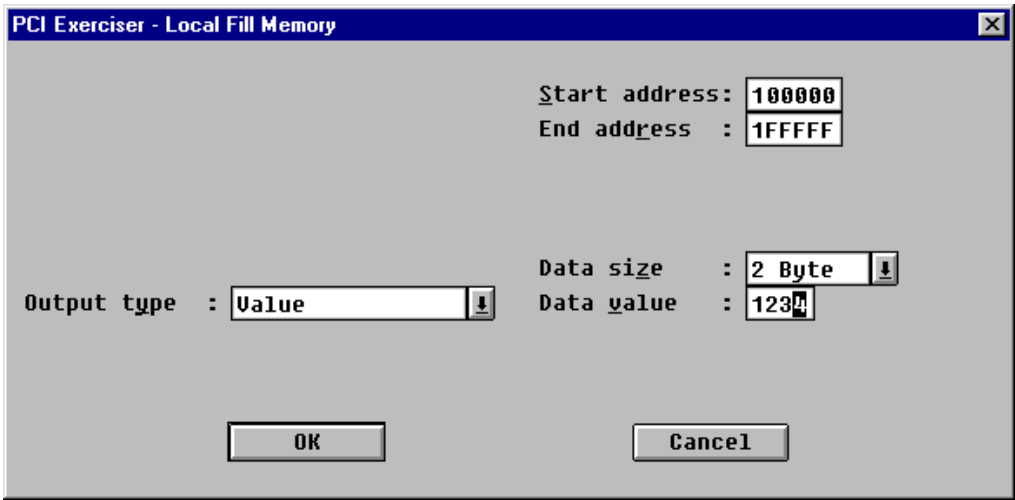 PCI Exerciser - Local Fill Memory
Start address: 100000
End address : 1FFFFF
Data size : 2 Byte
Output type : Value Data value : 1234
OK Cancel